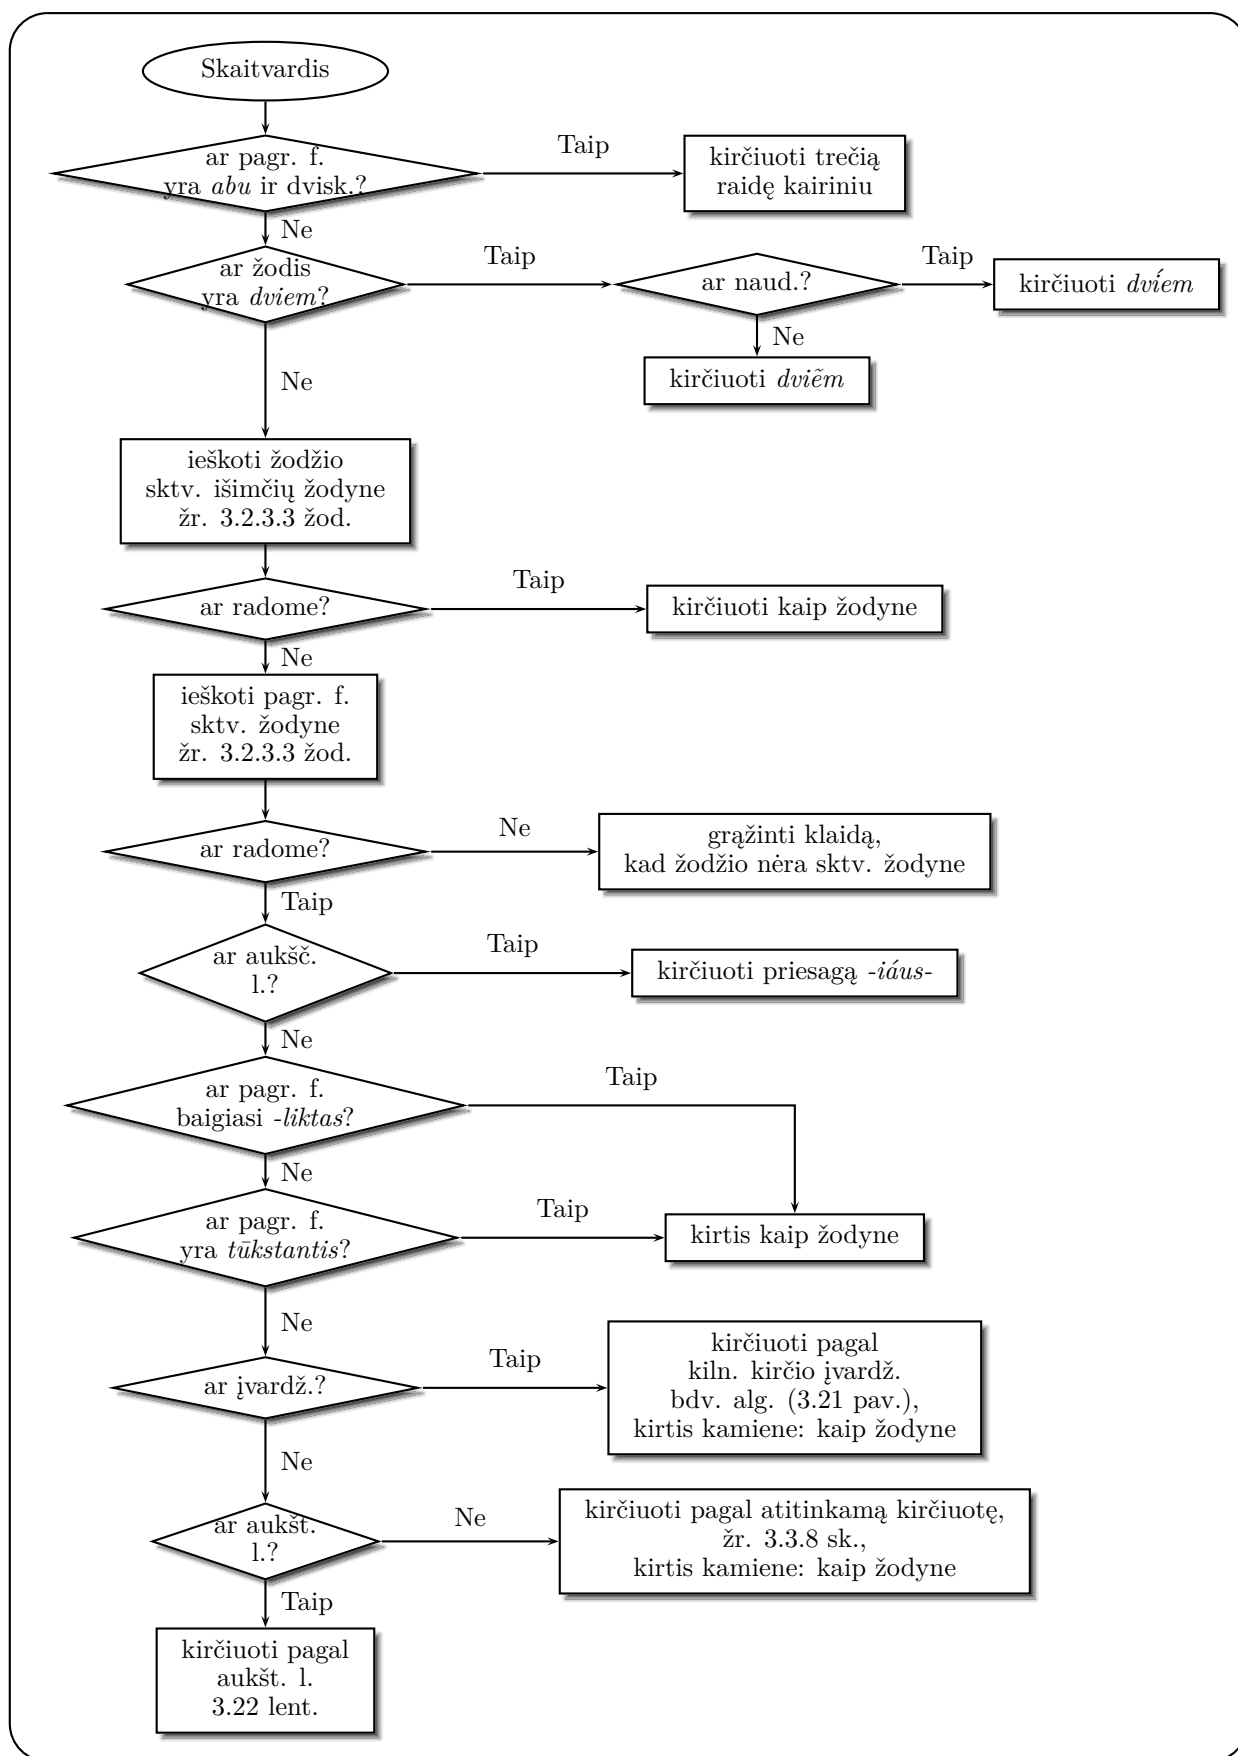 Skaitvardis
ar pagr. f.
yra abu ir dvisk.?
Taip
kirčiuoti trečią
raidę kairiniu
Ne
ar žodis
yra dviem?
Taip
ar naud.?
Taip
kirčiuoti dvíem
Ne
kirčiuoti dviẽm
Ne
ieškoti žodžio
sktv. išimčių žodyne
žr. 3.2.3.3 žod.
ar radome?
Taip
kirčiuoti kaip žodyne
Ne
ieškoti pagr. f.
sktv. žodyne
žr. 3.2.3.3 žod.
ar radome?
Ne
grąžinti klaidą,
kad žodžio nėra sktv. žodyne
Taip
ar aukšč.
l.?
Taip
kirčiuoti priesagą -iáus-
Ne
ar pagr. f.
baigiasi -liktas?
Taip
Ne
ar pagr. f.
yra tūkstantis?
Taip
kirtis kaip žodyne
Ne
ar įvardž.?
Taip
kirčiuoti pagal
kiln. kirčio įvardž.
bdv. alg. (3.21 pav.),
kirtis kamiene: kaip žodyne
Ne
ar aukšt.
l.?
Ne
kirčiuoti pagal atitinkamą kirčiuotę,
žr. 3.3.8 sk.,
kirtis kamiene: kaip žodyne
Taip
kirčiuoti pagal
aukšt. l.
3.22 lent.